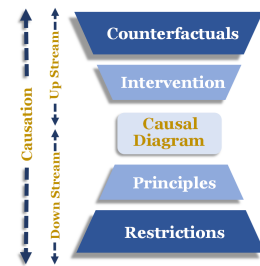 Counterfactuals
Intervention
Causal
Diagram
Principles
Restrictions
Causation
Up Stream
Down Stream